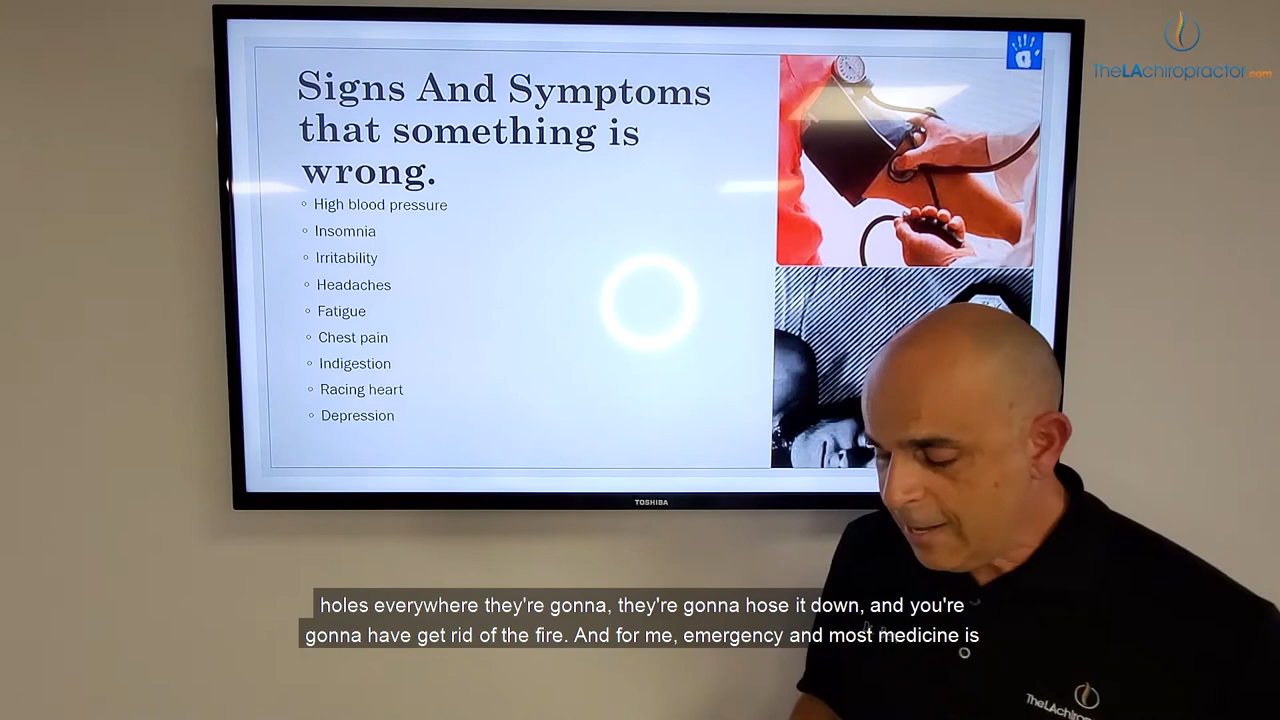 TheLAchiropractor.com
Signs And Symptoms
that something is
wrong.
High blood pressure
Insomnia
Irritability
Headaches
Fatigue
Chest pain
Indigestion
Racing heart
Depression
TOSHIBA
holes everywhere they're gonna, they're gonna hose it down, and you're
gonna have get rid of the fire. And for me, emergency and most medicine is